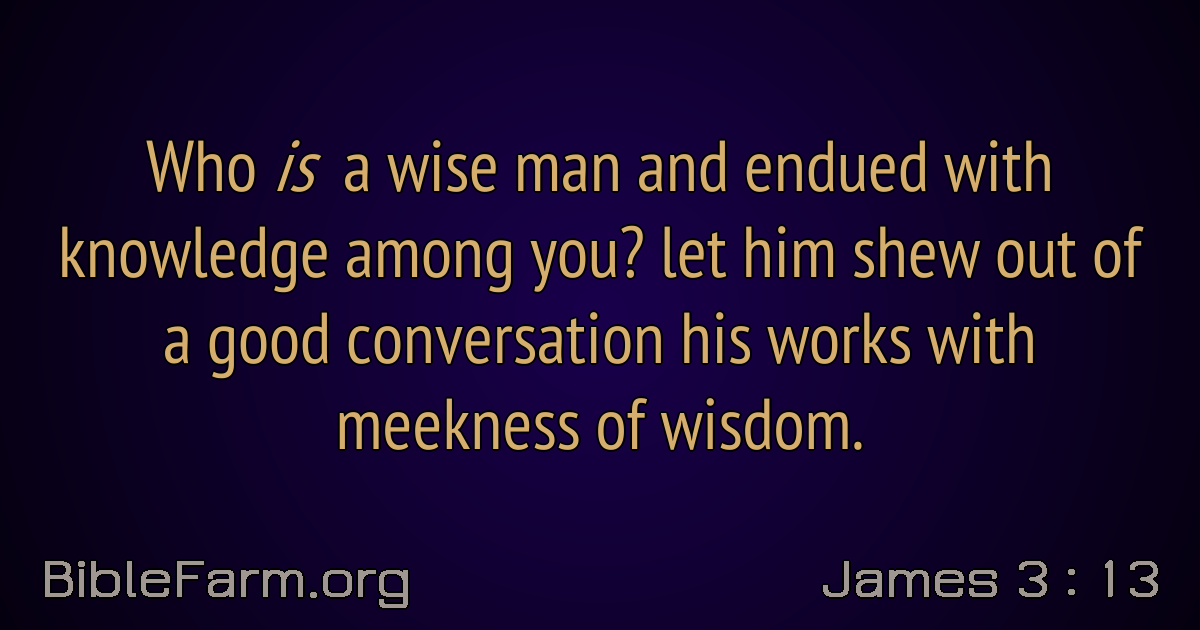 Who is a wise man and endued with
knowledge among you? let him shew out of
a good conversation his works with
meekness of wisdom.
BibleFarm.org
James 3 : 13